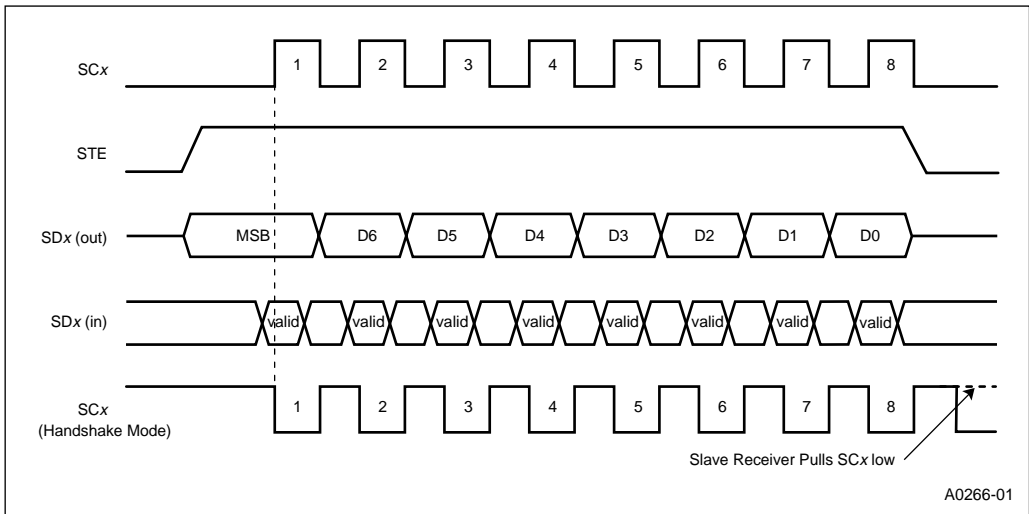 SCx
1 2 3 4 5 6 7 8
STE
SDx (out)
MSB D6 D5 D4 D3 D2 D1 D0
SDx (in)
valid valid valid valid valid valid valid valid
SCx
(Handshake Mode)
1 2 3 4 5 6 7 8
Slave Receiver Pulls SCx low
A0266-01